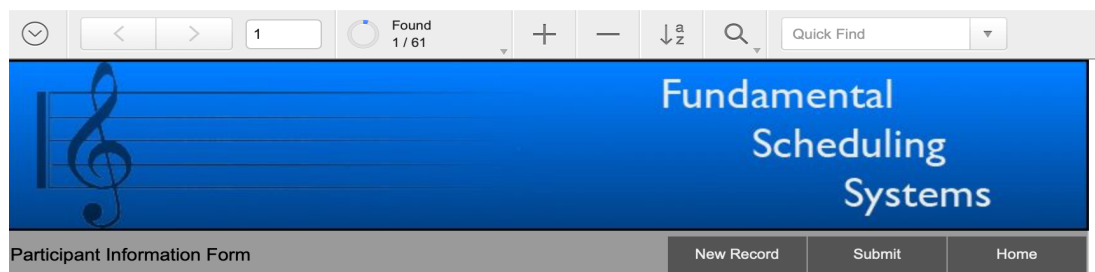 Found
1
1 / 61
a
z
Quick Find
Fundamental
Scheduling
Systems
Participant Information Form
New Record
Submit
Home